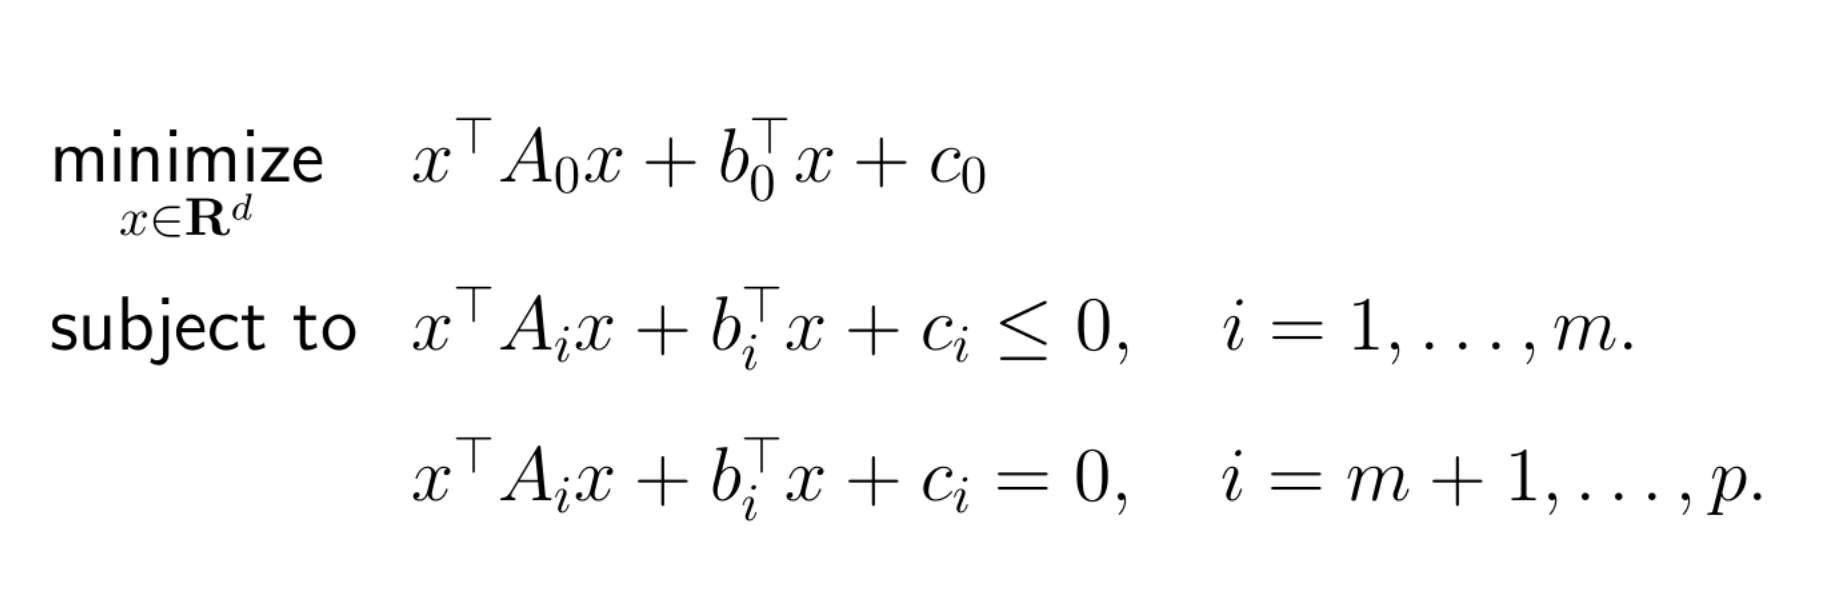 minimize x⊤A₀x + b₀⊤x + c₀
x∈Rᵈ
subject to x⊤Aᵢx + bᵢ⊤x + cᵢ ≤ 0, i = 1, . . . , m.
x⊤Aᵢx + bᵢ⊤x + cᵢ = 0, i = m + 1, . . . , p.